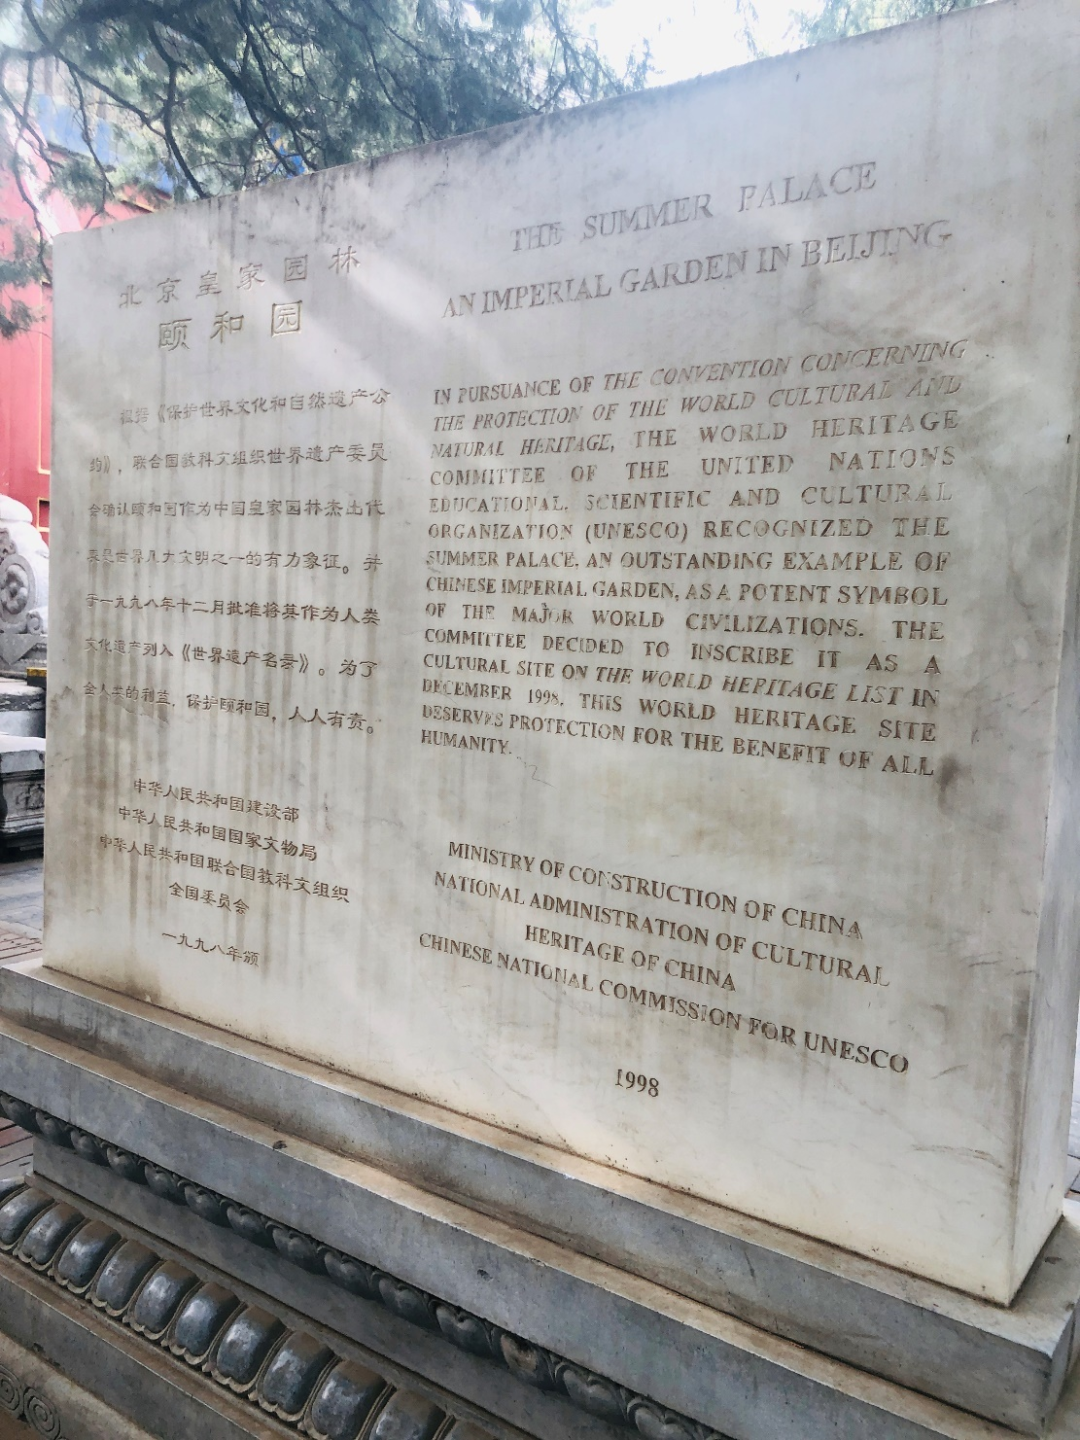 北京皇家园林
颐和园
根据《保护世界文化和自然遗产公
约》，联合国教科文组织世界遗产委员
会确认颐和园作为中国皇家园林杰出代
表是世界几大文明之一的有力象征。并
于一九九八年十二月批准将其作为人类
文化遗产列入《世界遗产名录》。为了
全人类的利益，保护颐和园，人人有责。
中华人民共和国建设部
中华人民共和国国家文物局
中华人民共和国联合国教科文组织
全国委员会
一九九八年颁
THE SUMMER PALACE
AN IMPERIAL GARDEN IN BEIJING
IN PURSUANCE OF THE CONVENTION CONCERNING
THE PROTECTION OF THE WORLD CULTURAL AND
NATURAL HERITAGE, THE WORLD HERITAGE
COMMITTEE OF THE UNITED NATIONS
EDUCATIONAL, SCIENTIFIC AND CULTURAL
ORGANIZATION (UNESCO) RECOGNIZED THE
SUMMER PALACE, AN OUTSTANDING EXAMPLE OF
CHINESE IMPERIAL GARDEN, AS A POTENT SYMBOL
OF THE MAJOR WORLD CIVILIZATIONS. THE
COMMITTEE DECIDED TO INSCRIBE IT AS A
CULTURAL SITE ON THE WORLD HERITAGE LIST IN
DECEMBER 1998. THIS WORLD HERITAGE SITE
DESERVES PROTECTION FOR THE BENEFIT OF ALL
HUMANITY.
MINISTRY OF CONSTRUCTION OF CHINA
NATIONAL ADMINISTRATION OF CULTURAL
HERITAGE OF CHINA
CHINESE NATIONAL COMMISSION FOR UNESCO
1998